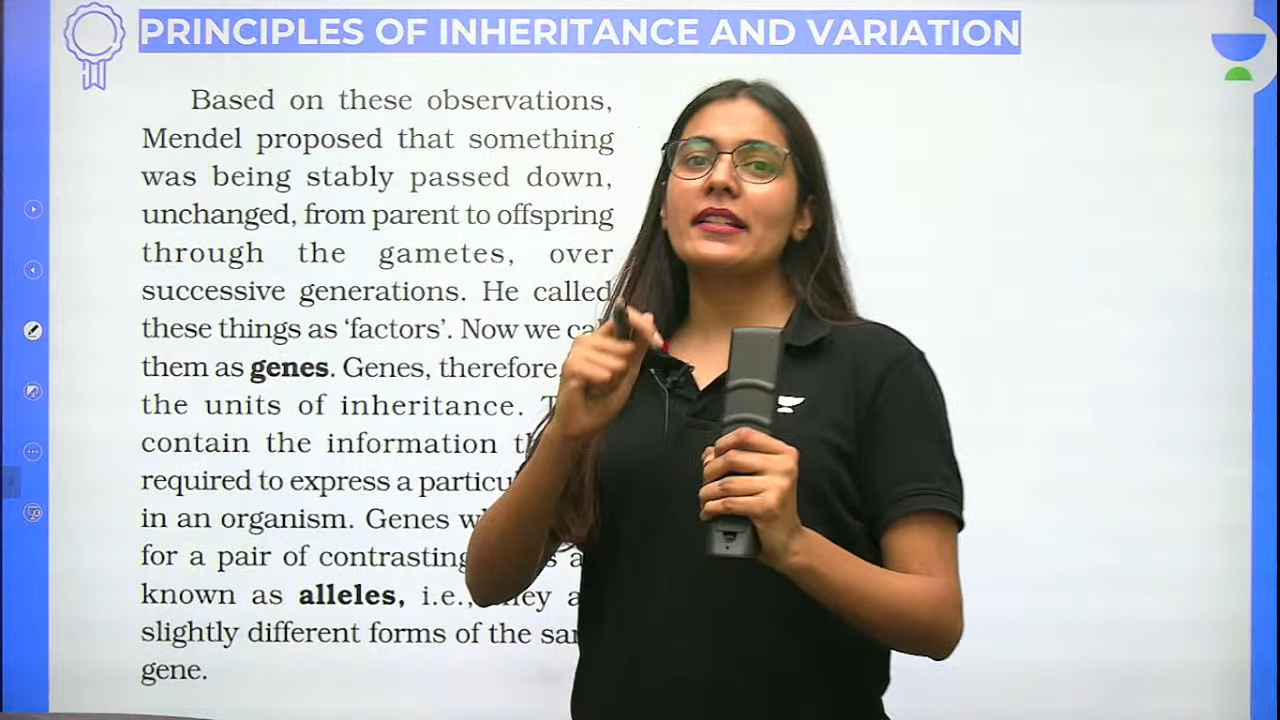 PRINCIPLES OF INHERITANCE AND VARIATION
Based on these observations,
Mendel proposed that something
was being stably passed down,
unchanged, from parent to offspring
through the gametes, over
successive generations. He called
these things as ‘factors’. Now we
them as genes. Genes, therefore,
the units of inheritance.
contain the information
required to express a
in an organism. Genes
for a pair of contrasting
known as alleles, i.e.,
slightly different forms of the
gene.